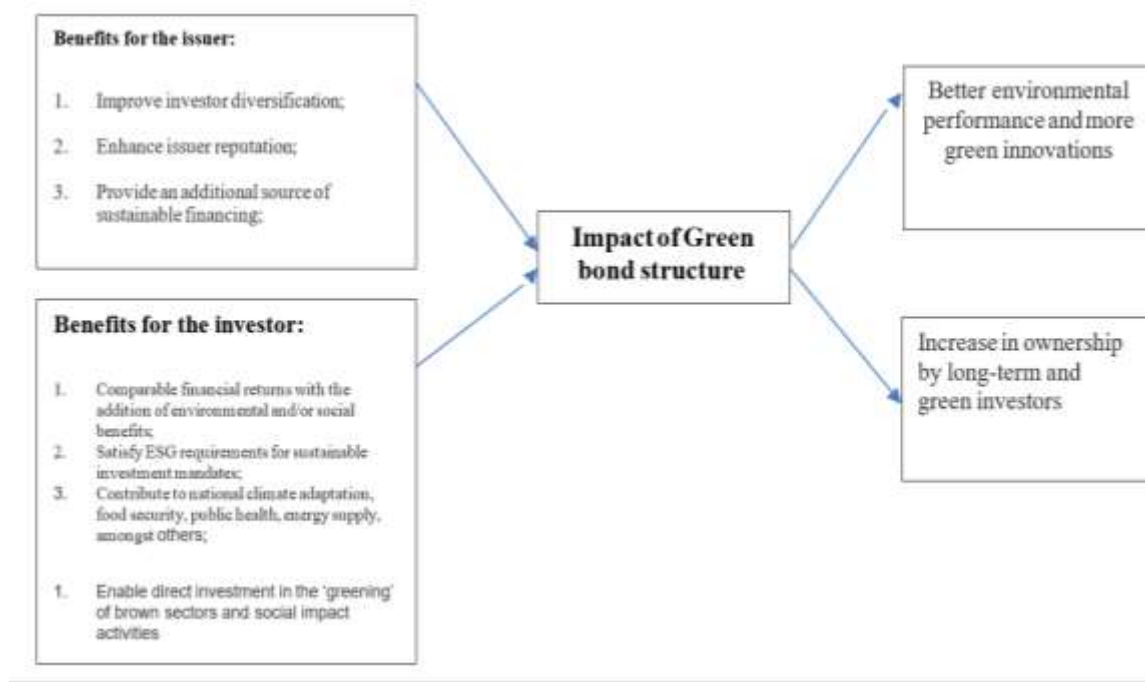 Benefits for the issuer:
1. Improve investor diversification;
2. Enhance issuer reputation;
3. Provide an additional source of
sustainable financing;
Benefits for the investor:
1. Comparable financial returns with the
addition of environmental and/or social
benefits;
2. Satisfy ESG requirements for sustainable
investment mandates;
3. Contribute to national climate adaptation,
food security, public health, energy supply,
amongst others;
1. Enable direct investment in the ‘greening’
of brown sectors and social impact
activities
Impact of Green
bond structure
Better environmental
performance and more
green innovations
Increase in ownership
by long-term and
green investors